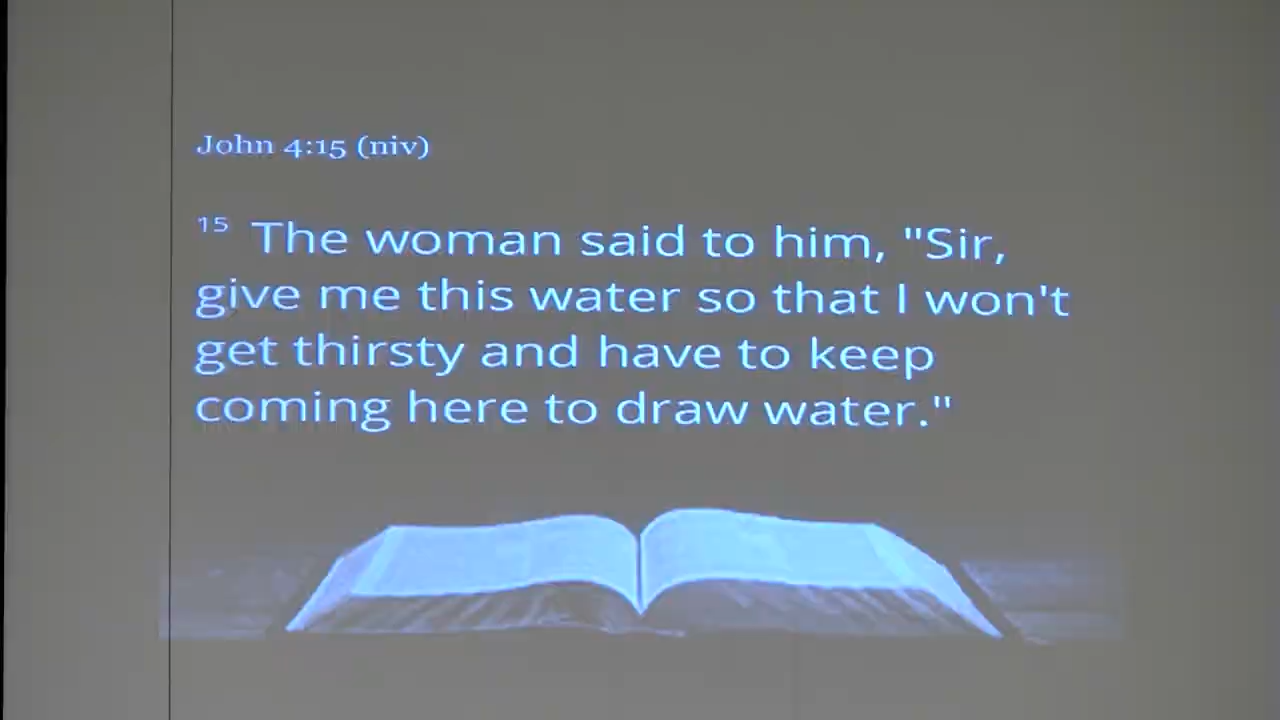 John 4:15 (niv)
15 The woman said to him, "Sir,
give me this water so that I won't
get thirsty and have to keep
coming here to draw water."